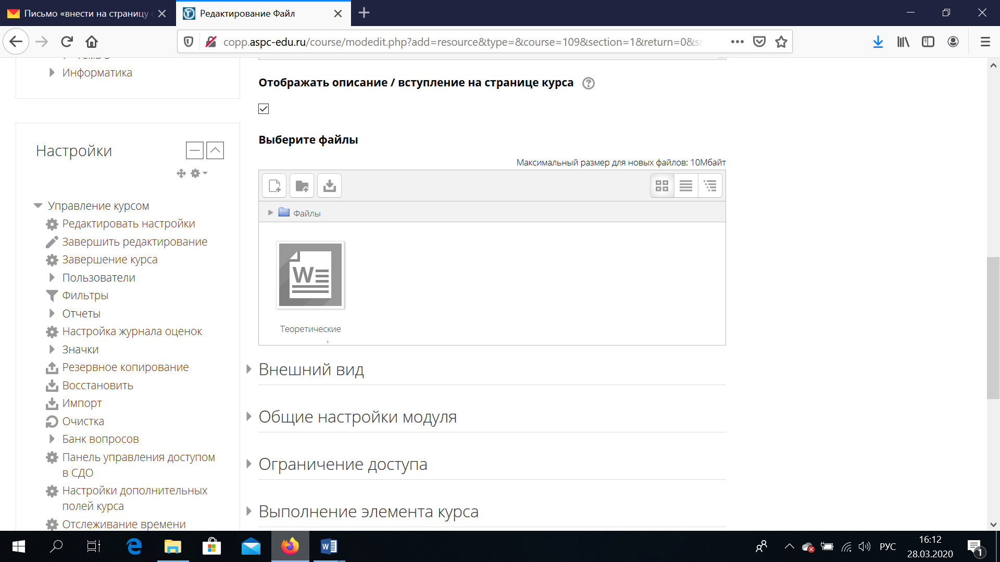 Письмо «внести на страницу
Редактирование Файл
copp.aspc-edu.ru/course/modedit.php?add=resource&type=&course=109&section=1&return=0&sr
Информатика
Настройки
Управление курсом
Редактировать настройки
Завершить редактирование
Завершение курса
Пользователи
Фильтры
Отчеты
Настройка журнала оценок
Значки
Резервное копирование
Восстановить
Импорт
Очистка
Банк вопросов
Панель управления доступом
в СДО
Настройки дополнительных
полей курса
Отслеживание времени
Отображать описание / вступление на странице курса
Выберите файлы
Максимальный размер для новых файлов: 10Мбайт
Файлы
W
Теоретические
Внешний вид
Общие настройки модуля
Ограничение доступа
Выполнение элемента курса
РУС
16:12
28.03.2020
1